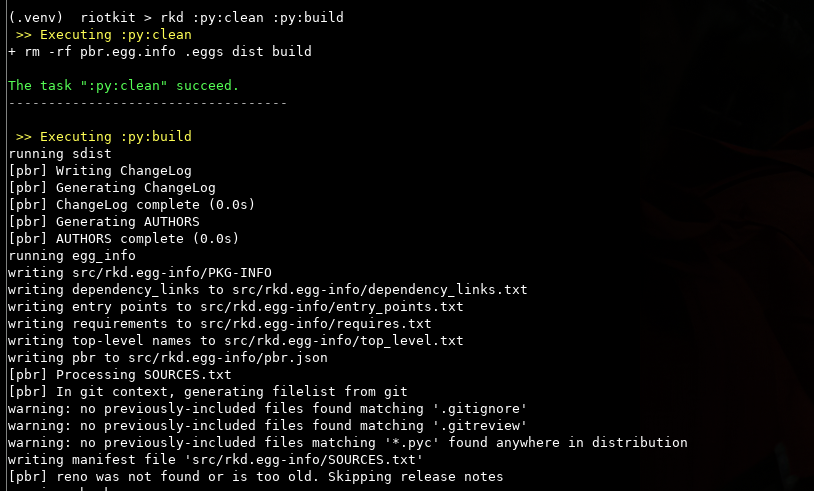 (.venv)  riotkit > rkd :py:clean :py:build
 >> Executing :py:clean
+ rm -rf pbr.egg.info .eggs dist build
The task ":py:clean" succeed.
-----------------------------------
 >> Executing :py:build
running sdist
[pbr] Writing ChangeLog
[pbr] Generating ChangeLog
[pbr] ChangeLog complete (0.0s)
[pbr] Generating AUTHORS
[pbr] AUTHORS complete (0.0s)
running egg_info
writing src/rkd.egg-info/PKG-INFO
writing dependency_links to src/rkd.egg-info/dependency_links.txt
writing entry points to src/rkd.egg-info/entry_points.txt
writing requirements to src/rkd.egg-info/requires.txt
writing top-level names to src/rkd.egg-info/top_level.txt
writing pbr to src/rkd.egg-info/pbr.json
[pbr] Processing SOURCES.txt
[pbr] In git context, generating filelist from git
warning: no previously-included files found matching '.gitignore'
warning: no previously-included files found matching '.gitreview'
warning: no previously-included files matching '*.pyc' found anywhere in distribution
writing manifest file 'src/rkd.egg-info/SOURCES.txt'
[pbr] reno was not found or is too old. Skipping release notes